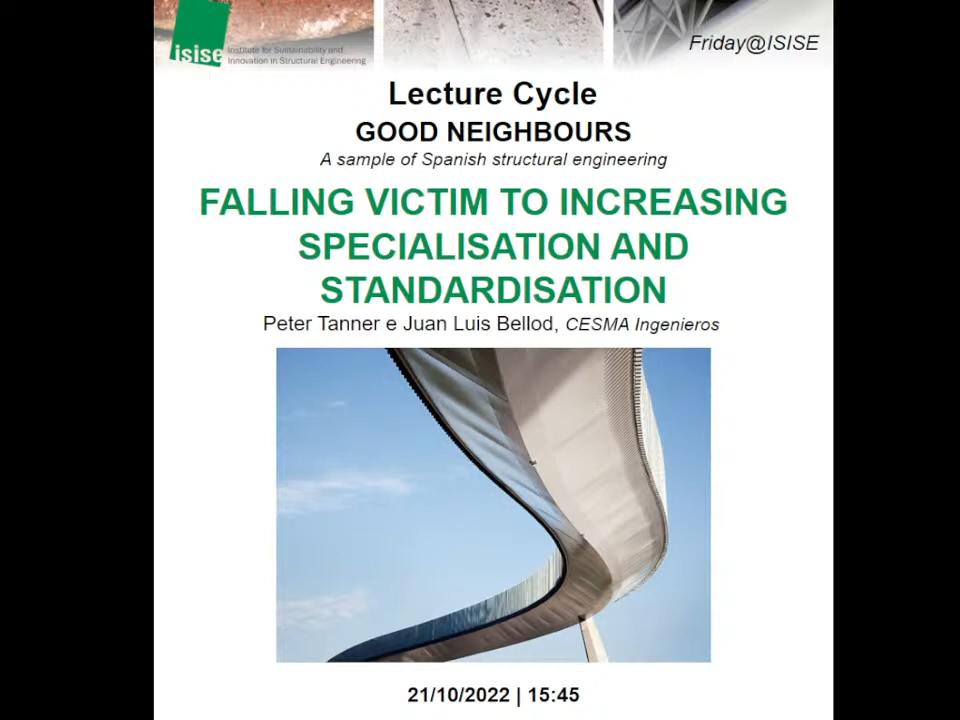 isise
Institute for Sustainability and
Innovation in Structural Engineering
Friday@ISISE
Lecture Cycle
GOOD NEIGHBOURS
A sample of Spanish structural engineering
FALLING VICTIM TO INCREASING
SPECIALISATION AND
STANDARDISATION
Peter Tanner e Juan Luis Bellod, CESMA Ingenieros
21/10/2022 | 15:45